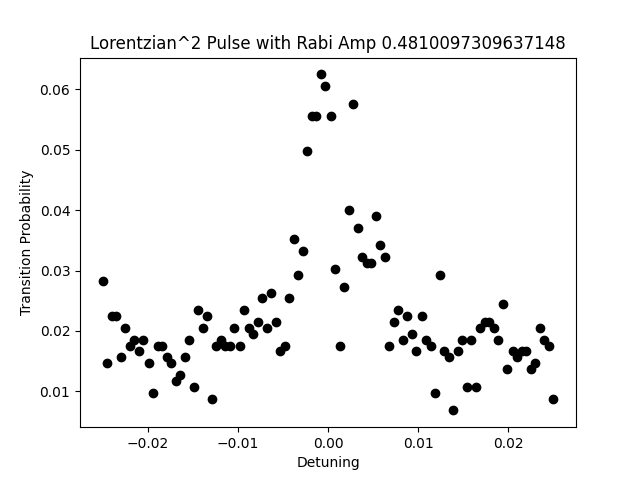 Lorentzian^2 Pulse with Rabi Amp 0.4810097309637148
Transition Probability
0.06
0.05
0.04
0.03
0.02
0.01
−0.02 −0.01 0.00 0.01 0.02
Detuning